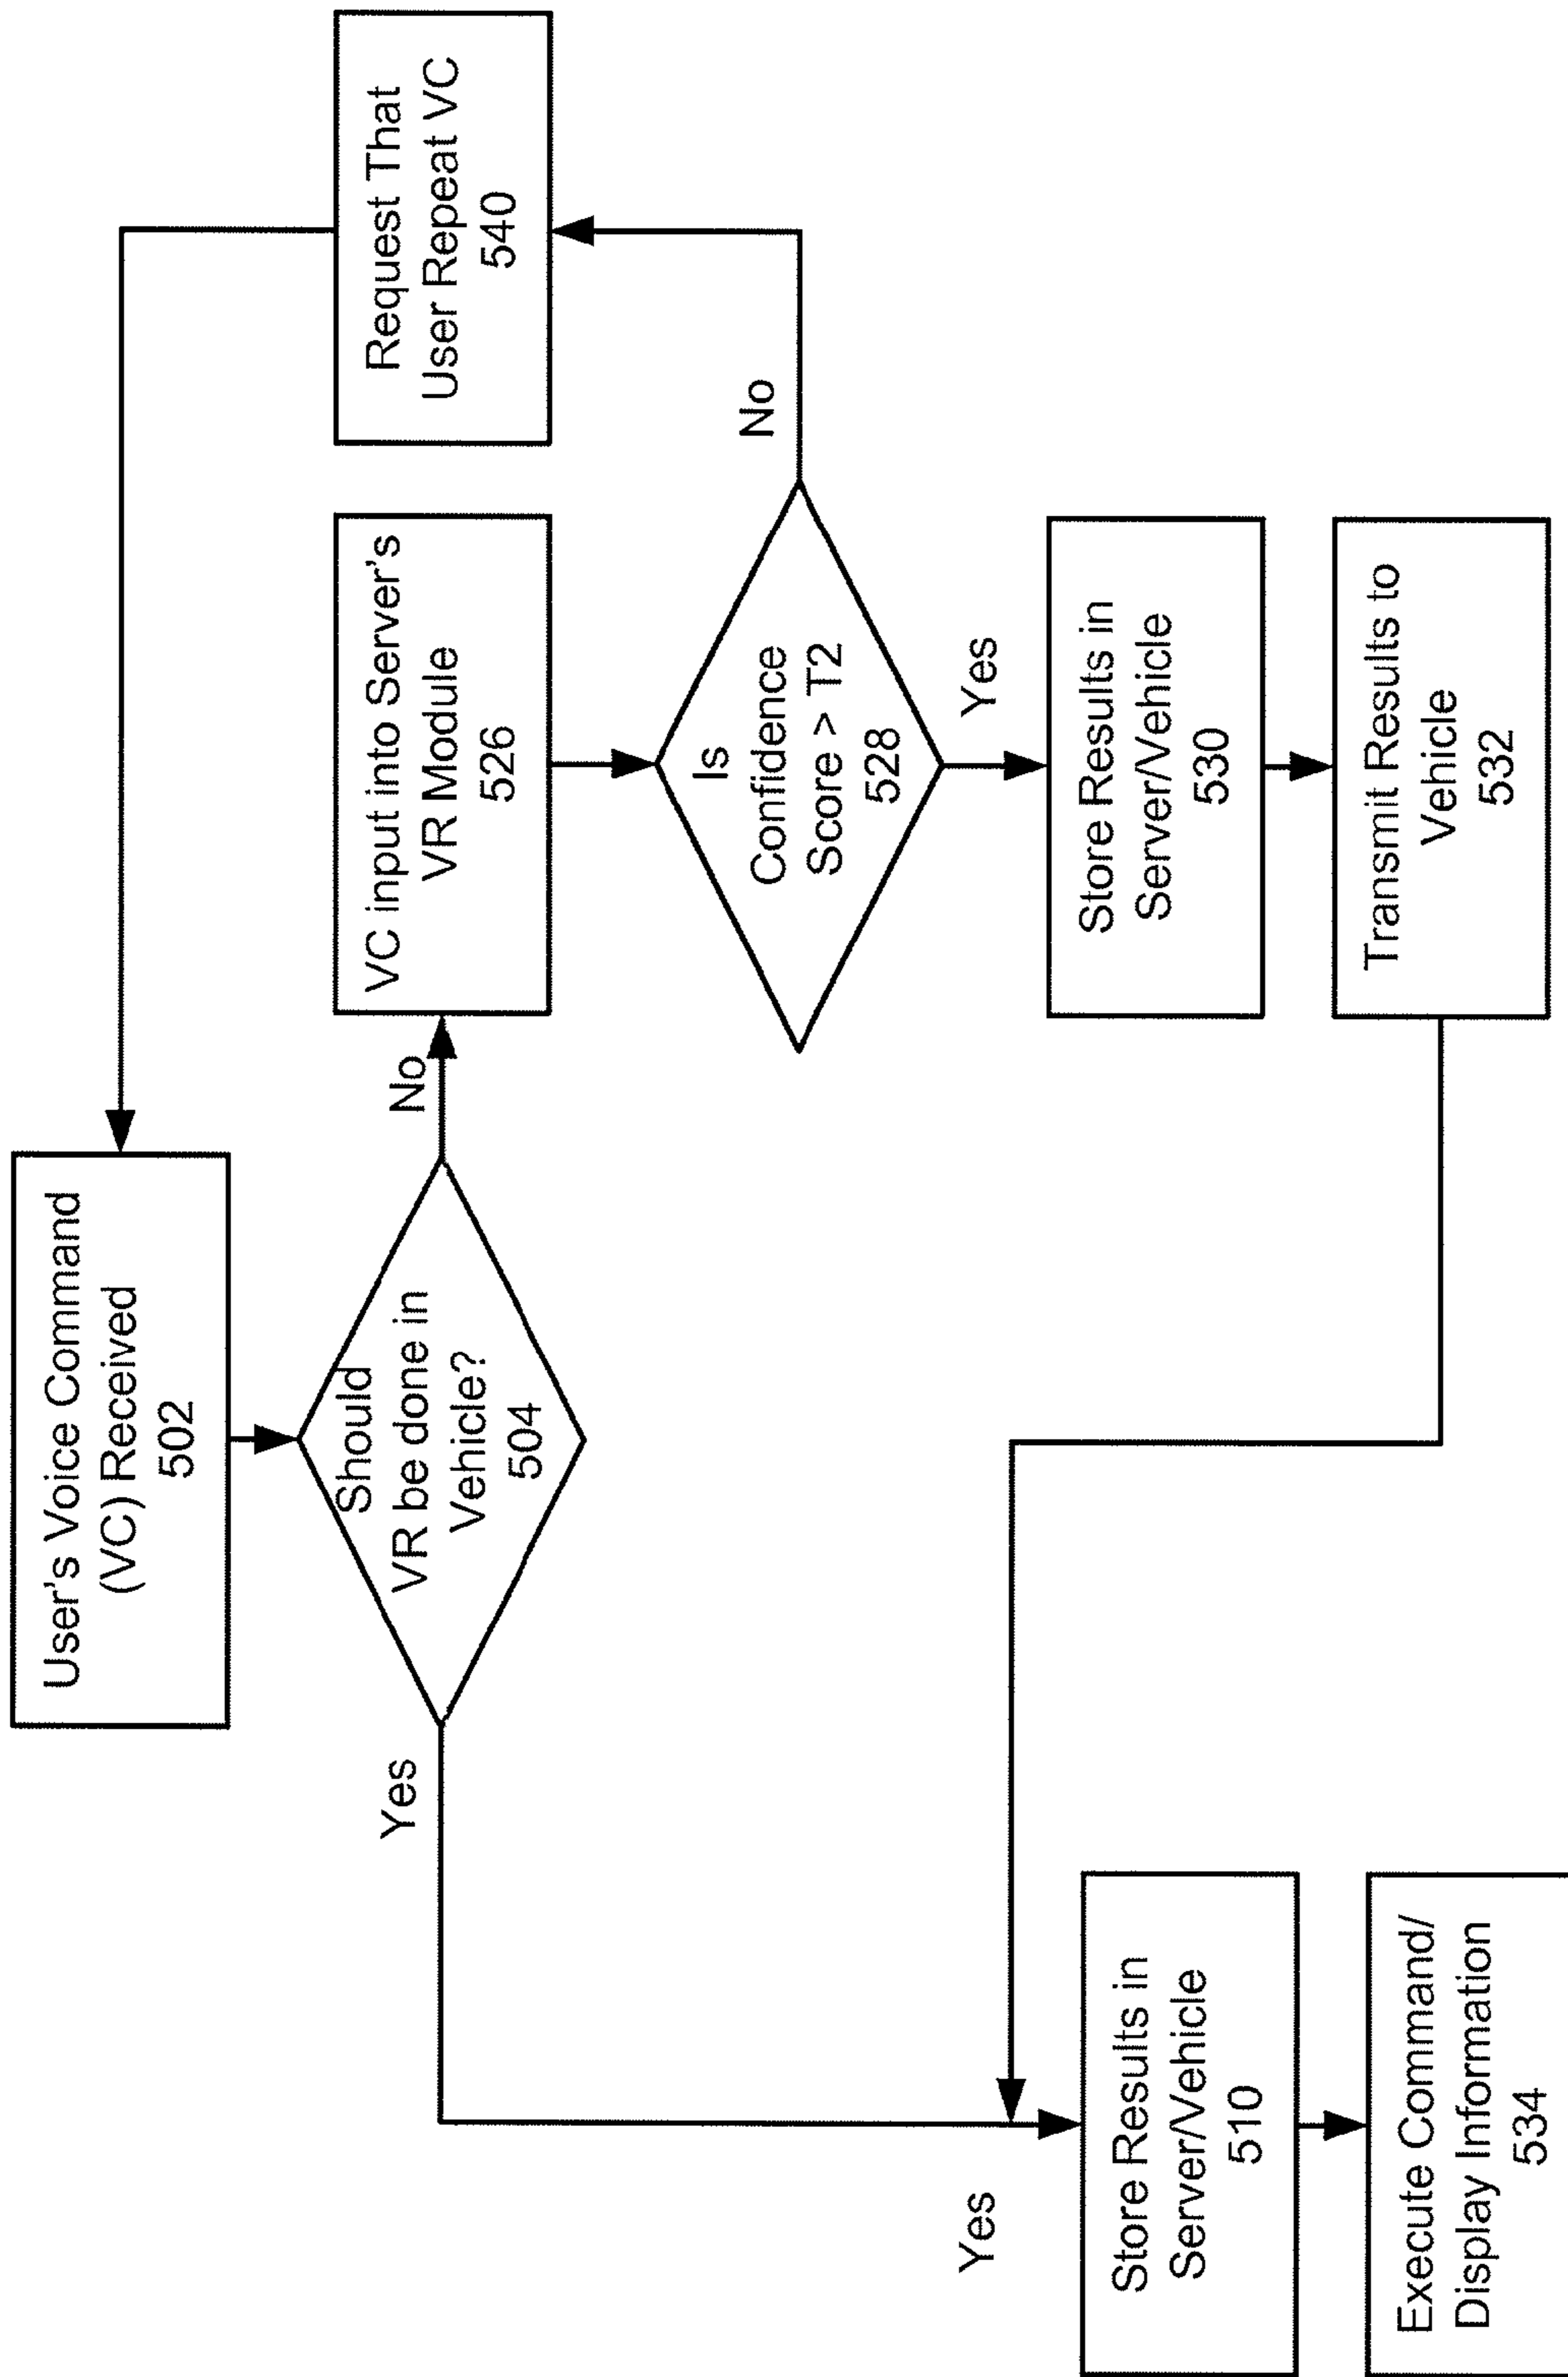 User's Voice Command
(VC) Received
502
Should
VR be done in
Vehicle?
504
Yes
No
VC input into Server's
VR Module
526
Is
Confidence
Score > T2
528
No
Request That
User Repeat VC
540
Yes
Store Results in
Server/Vehicle
530
Transmit Results to
Vehicle
532
Yes
Store Results in
Server/Vehicle
510
Execute Command/
Display Information
534